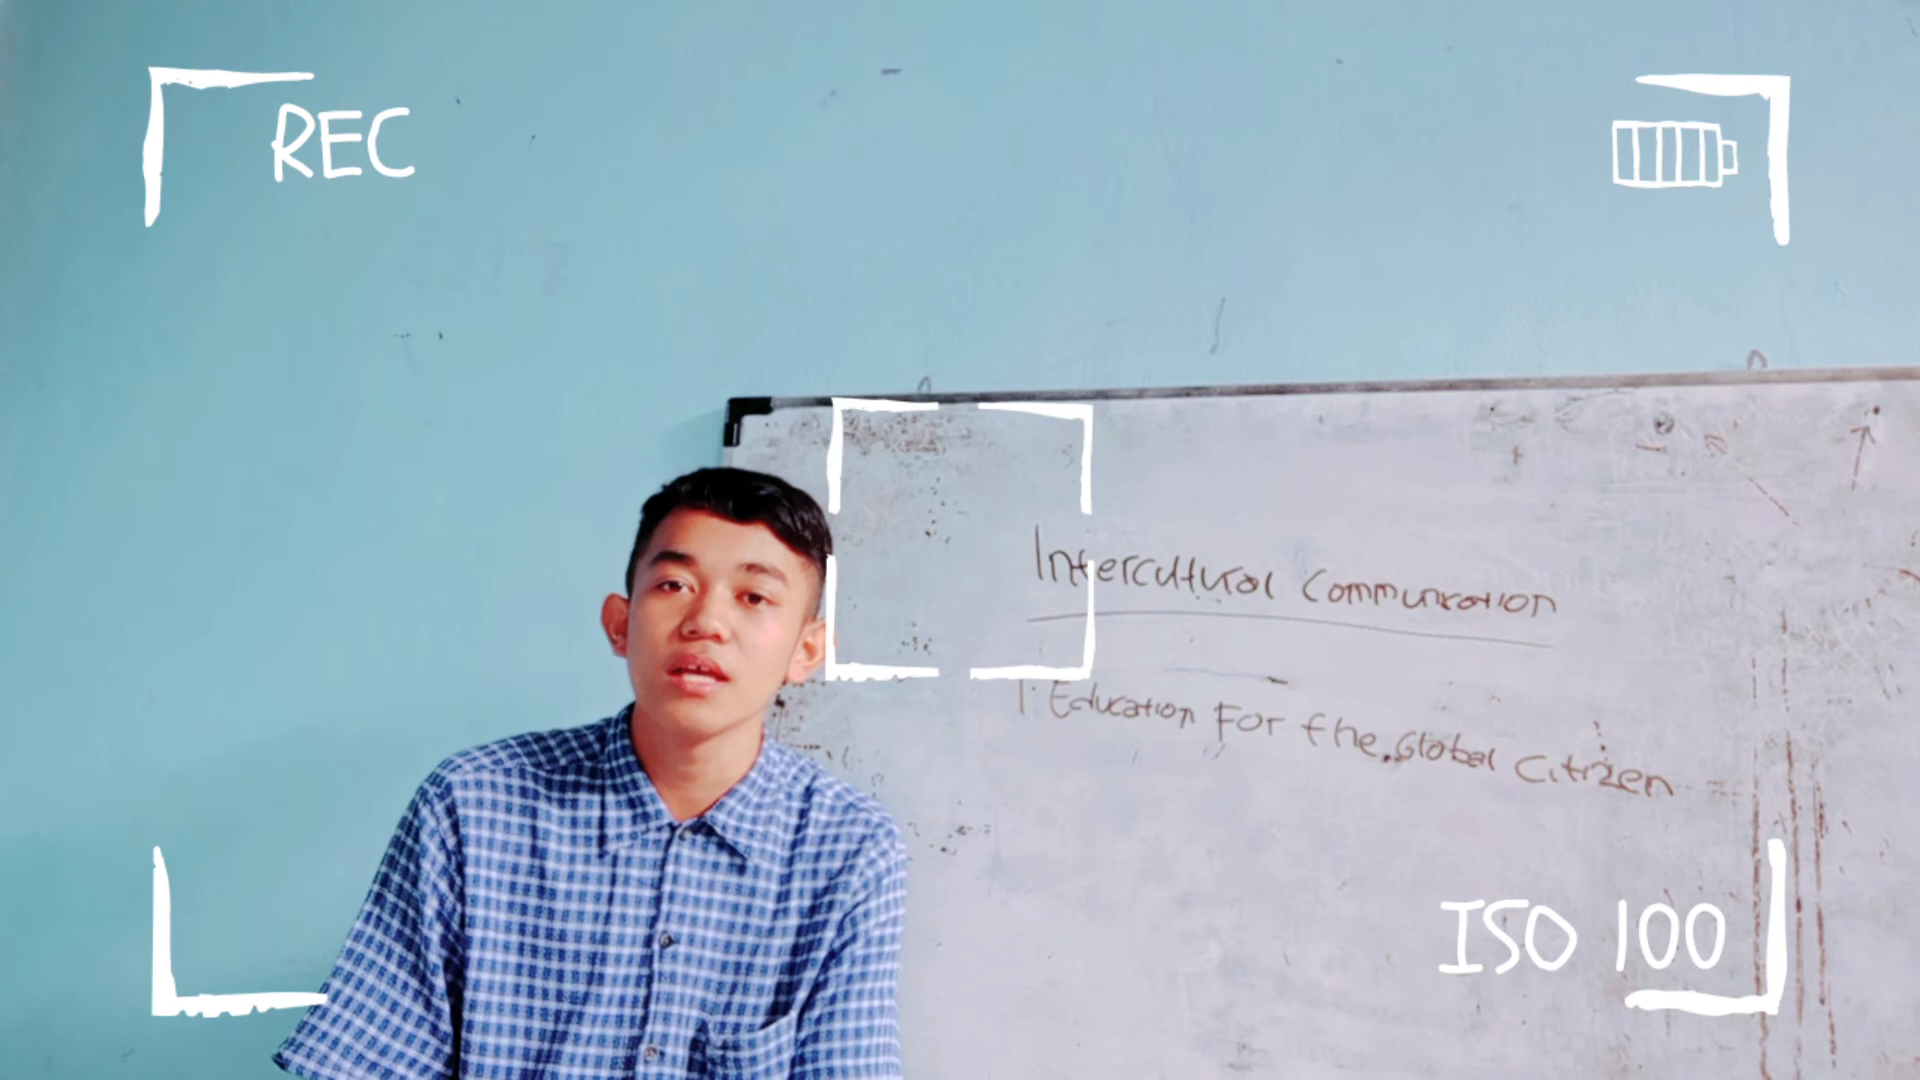 REC
Intercultural Communication
1. Education For the Global Citizen
ISO 100